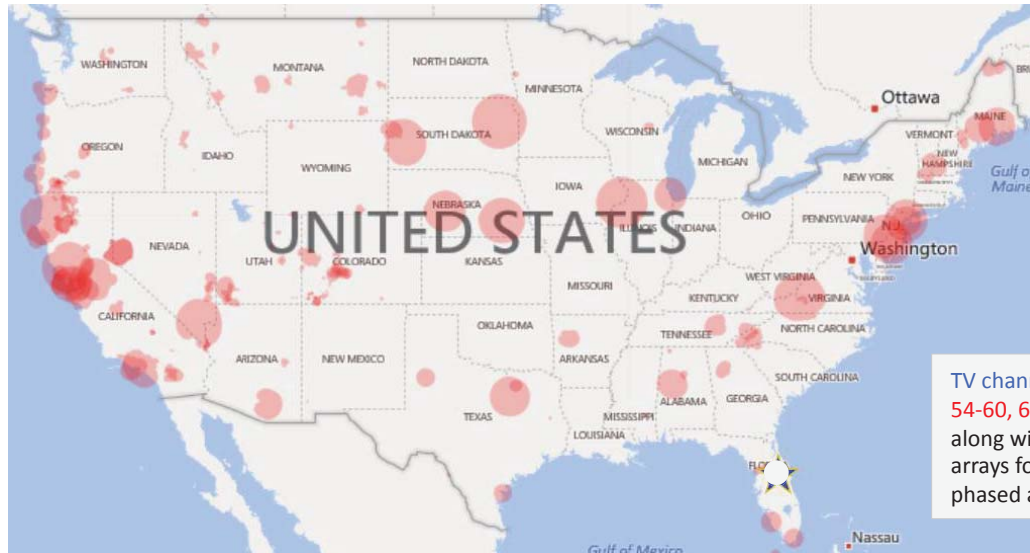 WASHINGTON
MONTANA
NORTH DAKOTA
MINNESOTA
Ottawa
MAINE
OREGON
IDAHO
SOUTH DAKOTA
WISCONSIN
VERMONT
NEW
HAMPSHIRE
WYOMING
MICHIGAN
NEW YORK
Gulf of
Maine
IOWA
NEBRASKA
UNITED STATES
ILLINOIS
INDIANA
OHIO
PENNSYLVANIA
N.J.
NEVADA
UTAH
COLORADO
KANSAS
Washington
MISSOURI
WEST VIRGINIA
KENTUCKY
VIRGINIA
CALIFORNIA
OKLAHOMA
TENNESSEE
NORTH CAROLINA
ARIZONA
NEW MEXICO
ARKANSAS
SOUTH CAROLINA
TEXAS
MISSISSIPPI
ALABAMA
GEORGIA
LOUISIANA
TV chan
54-60, 6
along wi
arrays fo
phased a
Nassau
Gulf of Mexico